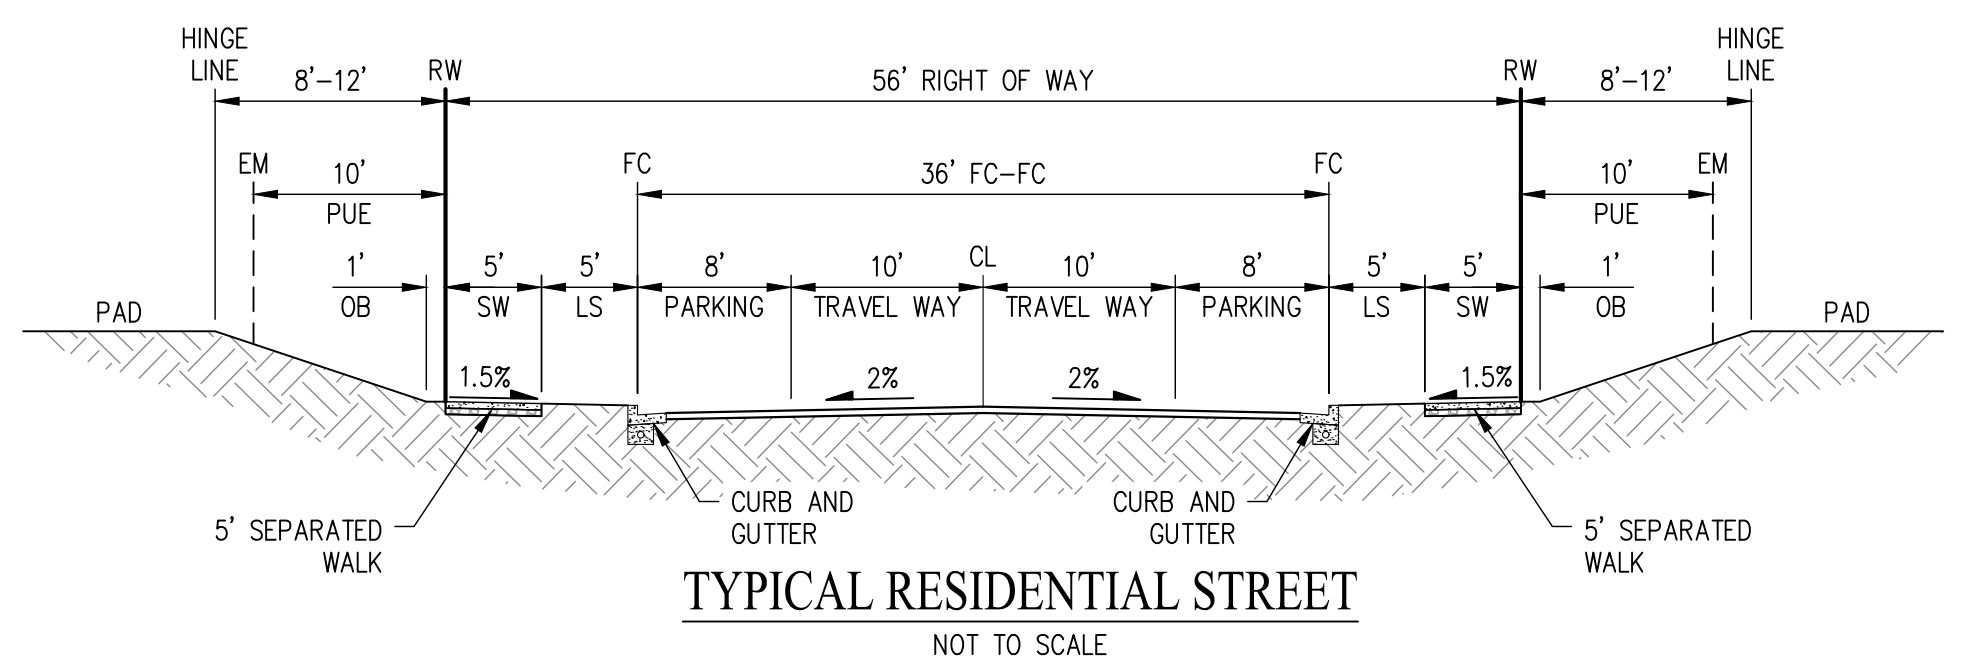 HINGE
LINE
8'-12'
RW
56' RIGHT OF WAY
RW
8'-12'
HINGE
LINE
EM
10'
PUE
FC
36' FC-FC
FC
10'
PUE
EM
1'
OB
5'
SW
5'
LS
8'
PARKING
10'
TRAVEL WAY
CL
10'
TRAVEL WAY
8'
PARKING
5'
LS
5'
SW
1'
OB
PAD
PAD
1.5%
2%
2%
1.5%
5' SEPARATED
WALK
CURB AND
GUTTER
CURB AND
GUTTER
5' SEPARATED
WALK
TYPICAL RESIDENTIAL STREET
NOT TO SCALE